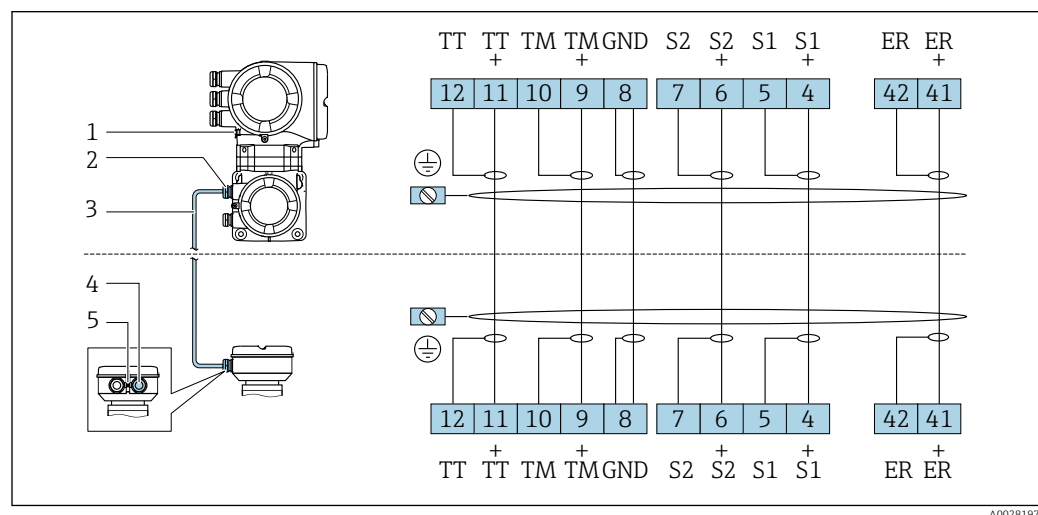 TT TT TM TM GND S2 S2 S1 S1 ER ER
+ + + + +
12 11 10 9 8 7 6 5 4 42 41
1
2
3
4
5
12 11 10 9 8 7 6 5 4 42 41
+ + + + +
TT TT TM TM GND S2 S2 S1 S1 ER ER
A0028197